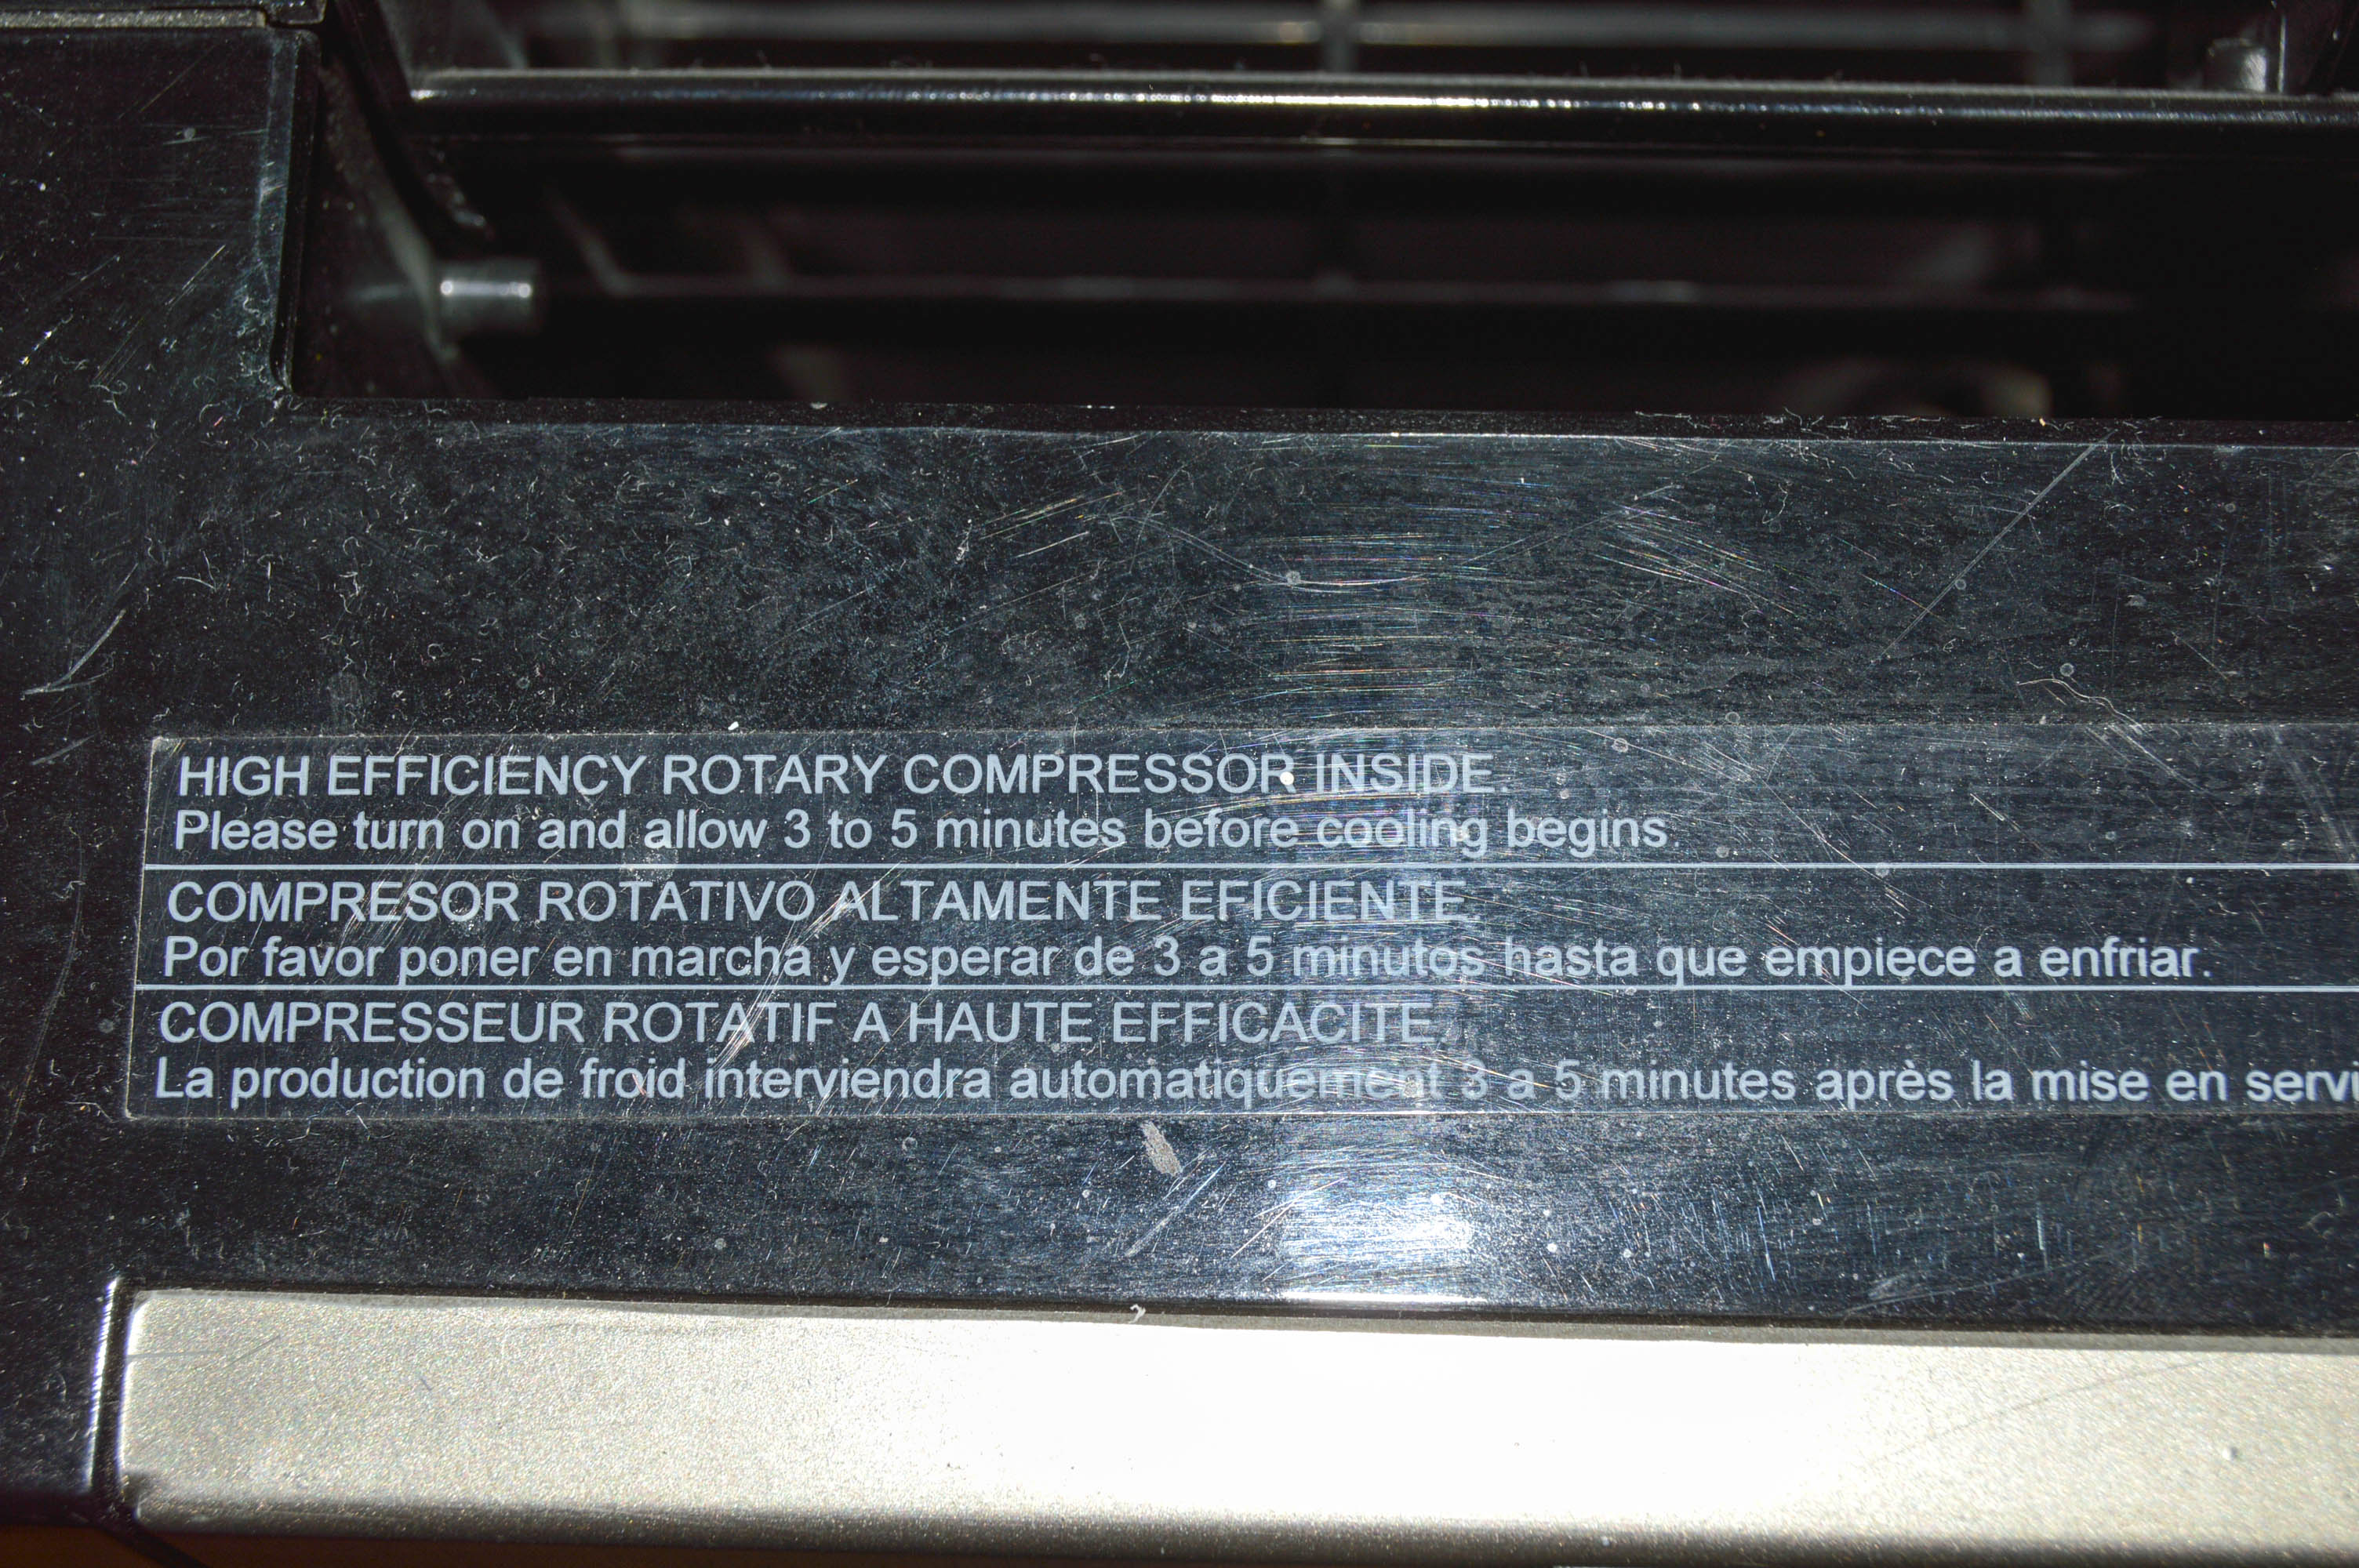 HIGH EFFICIENCY ROTARY COMPRESSOR INSIDE.
Please turn on and allow 3 to 5 minutes before cooling begins.
COMPRESOR ROTATIVO ALTAMENTE EFICIENTE.
Por favor poner en marcha y esperar de 3 a 5 minutos hasta que empiece a enfriar.
COMPRESSEUR ROTATIF A HAUTE EFFICACITE.
La production de froid interviendra automatiquement 3 a 5 minutes après la mise en servi